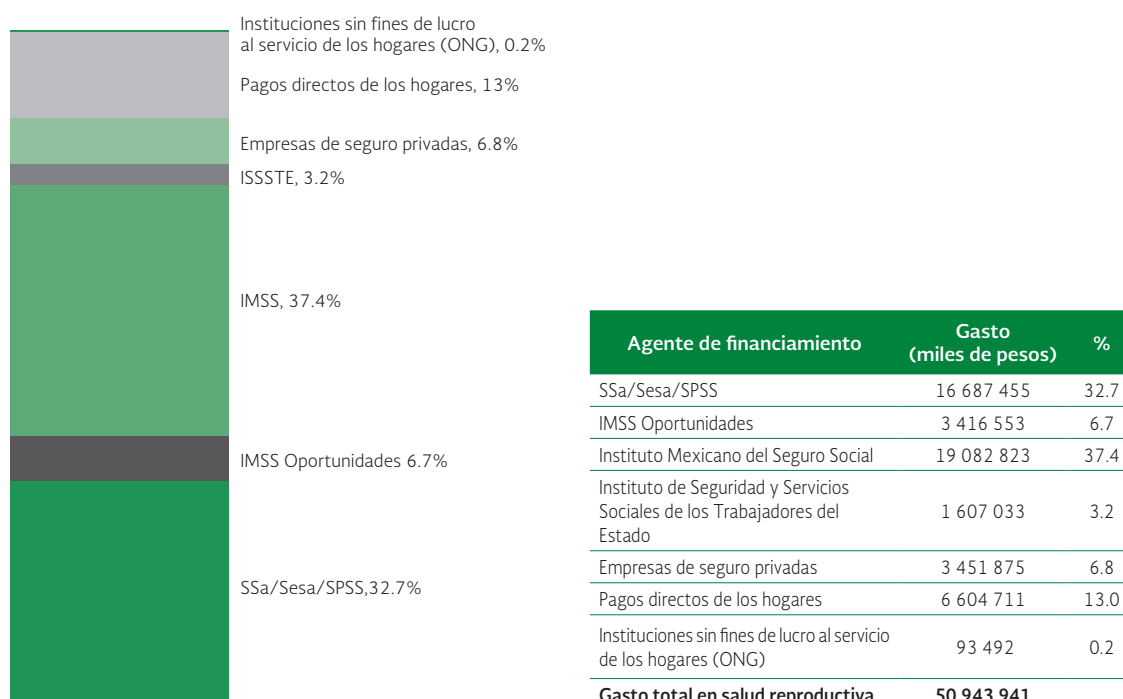 Instituciones sin fines de lucro
al servicio de los hogares (ONG), 0.2%
Pagos directos de los hogares, 13%
Empresas de seguro privadas, 6.8%
ISSSTE, 3.2%
IMSS, 37.4%
IMSS Oportunidades 6.7%
SSa/Sesa/SPSS,32.7%
Agente de financiamiento Gasto (miles de pesos) %
SSa/Sesa/SPSS 16 687 455 32.7
IMSS Oportunidades 3 416 553 6.7
Instituto Mexicano del Seguro Social 19 082 823 37.4
Instituto de Seguridad y Servicios
Sociales de los Trabajadores del 1 607 033 3.2
Estado
Empresas de seguro privadas 3 451 875 6.8
Pagos directos de los hogares 6 604 711 13.0
Instituciones sin fines de lucro al servicio
de los hogares (ONG) 93 492 0.2
Gasto total en salud reproductiva 50 943 941